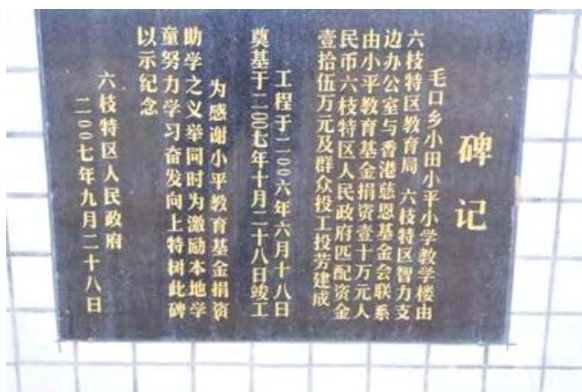 碑记
毛口乡小田小平小学教学楼由
六枝特区教育局 六枝特区智力支
边办公室与香港慈恩基金会联系
由小平教育基金捐资壹十万元人
民币六枝特区人民政府匹配资金
壹拾伍万元及群众投工投劳建成
工程于二00六年六月十八日
奠基于二00七年十月二十八日竣工
为感谢小平教育基金捐资
助学之义举同时为激励本地学
童努力学习奋发向上特树此碑
以示纪念
六枝特区人民政府
二00七年九月二十八日